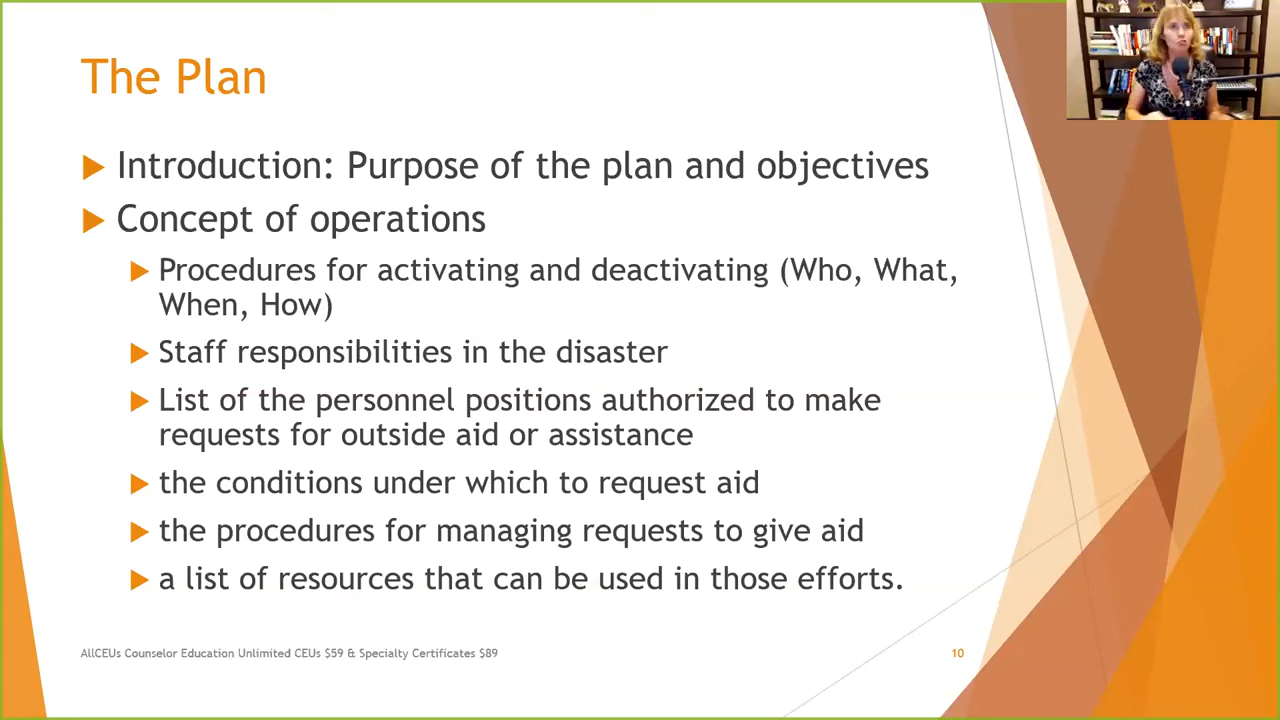 The Plan
Introduction: Purpose of the plan and objectives
Concept of operations
Procedures for activating and deactivating (Who, What,
When, How)
Staff responsibilities in the disaster
List of the personnel positions authorized to make
requests for outside aid or assistance
the conditions under which to request aid
the procedures for managing requests to give aid
a list of resources that can be used in those efforts.
AllCEUs Counselor Education Unlimited CEUs $59 & Specialty Certificates $89
10